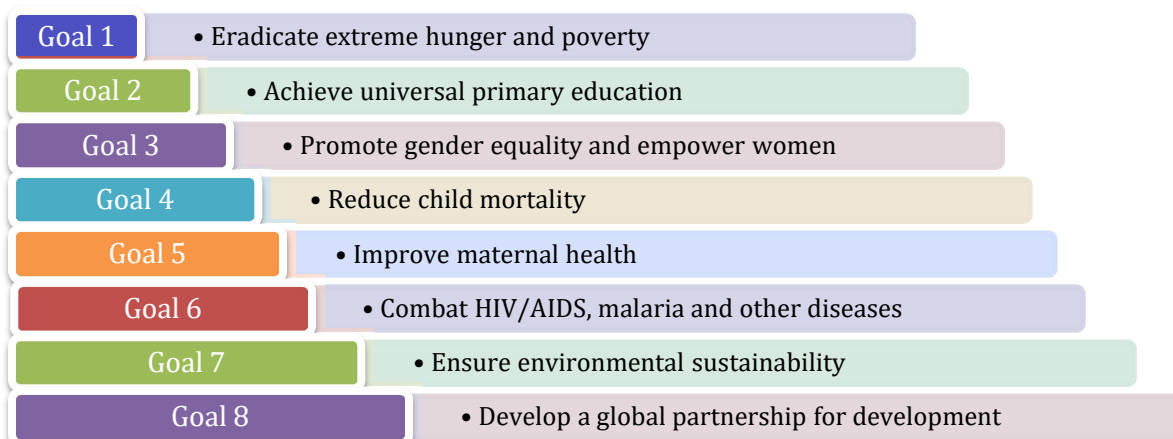 Goal 1 • Eradicate extreme hunger and poverty
Goal 2 • Achieve universal primary education
Goal 3 • Promote gender equality and empower women
Goal 4 • Reduce child mortality
Goal 5 • Improve maternal health
Goal 6 • Combat HIV/AIDS, malaria and other diseases
Goal 7 • Ensure environmental sustainability
Goal 8 • Develop a global partnership for development